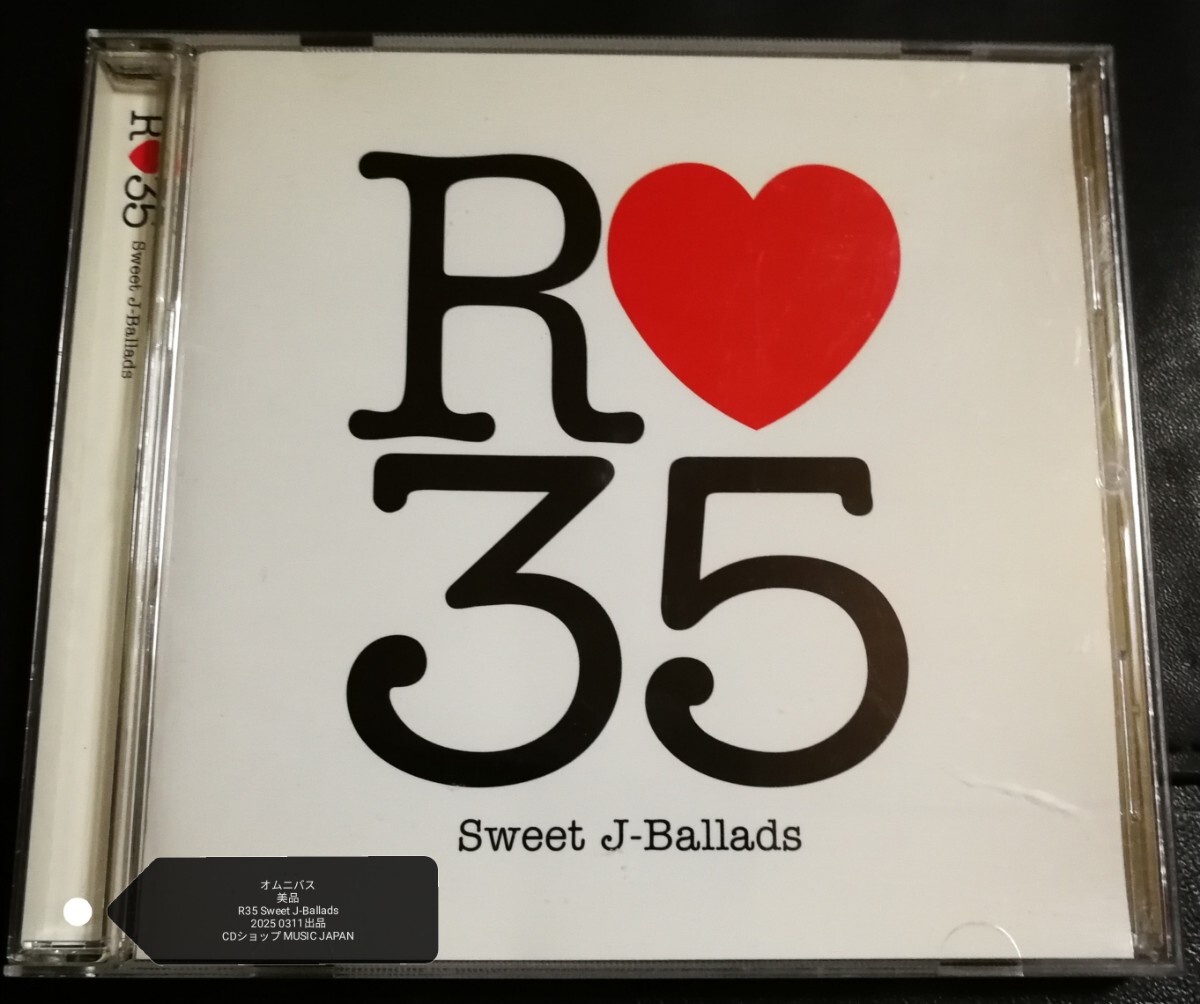 R♥35 Sweet J-Ballads
R♥
35
Sweet J-Ballads
オムニバス
美品
R35 Sweet J-Ballads
2025 0311出品
CDショップ MUSIC JAPAN